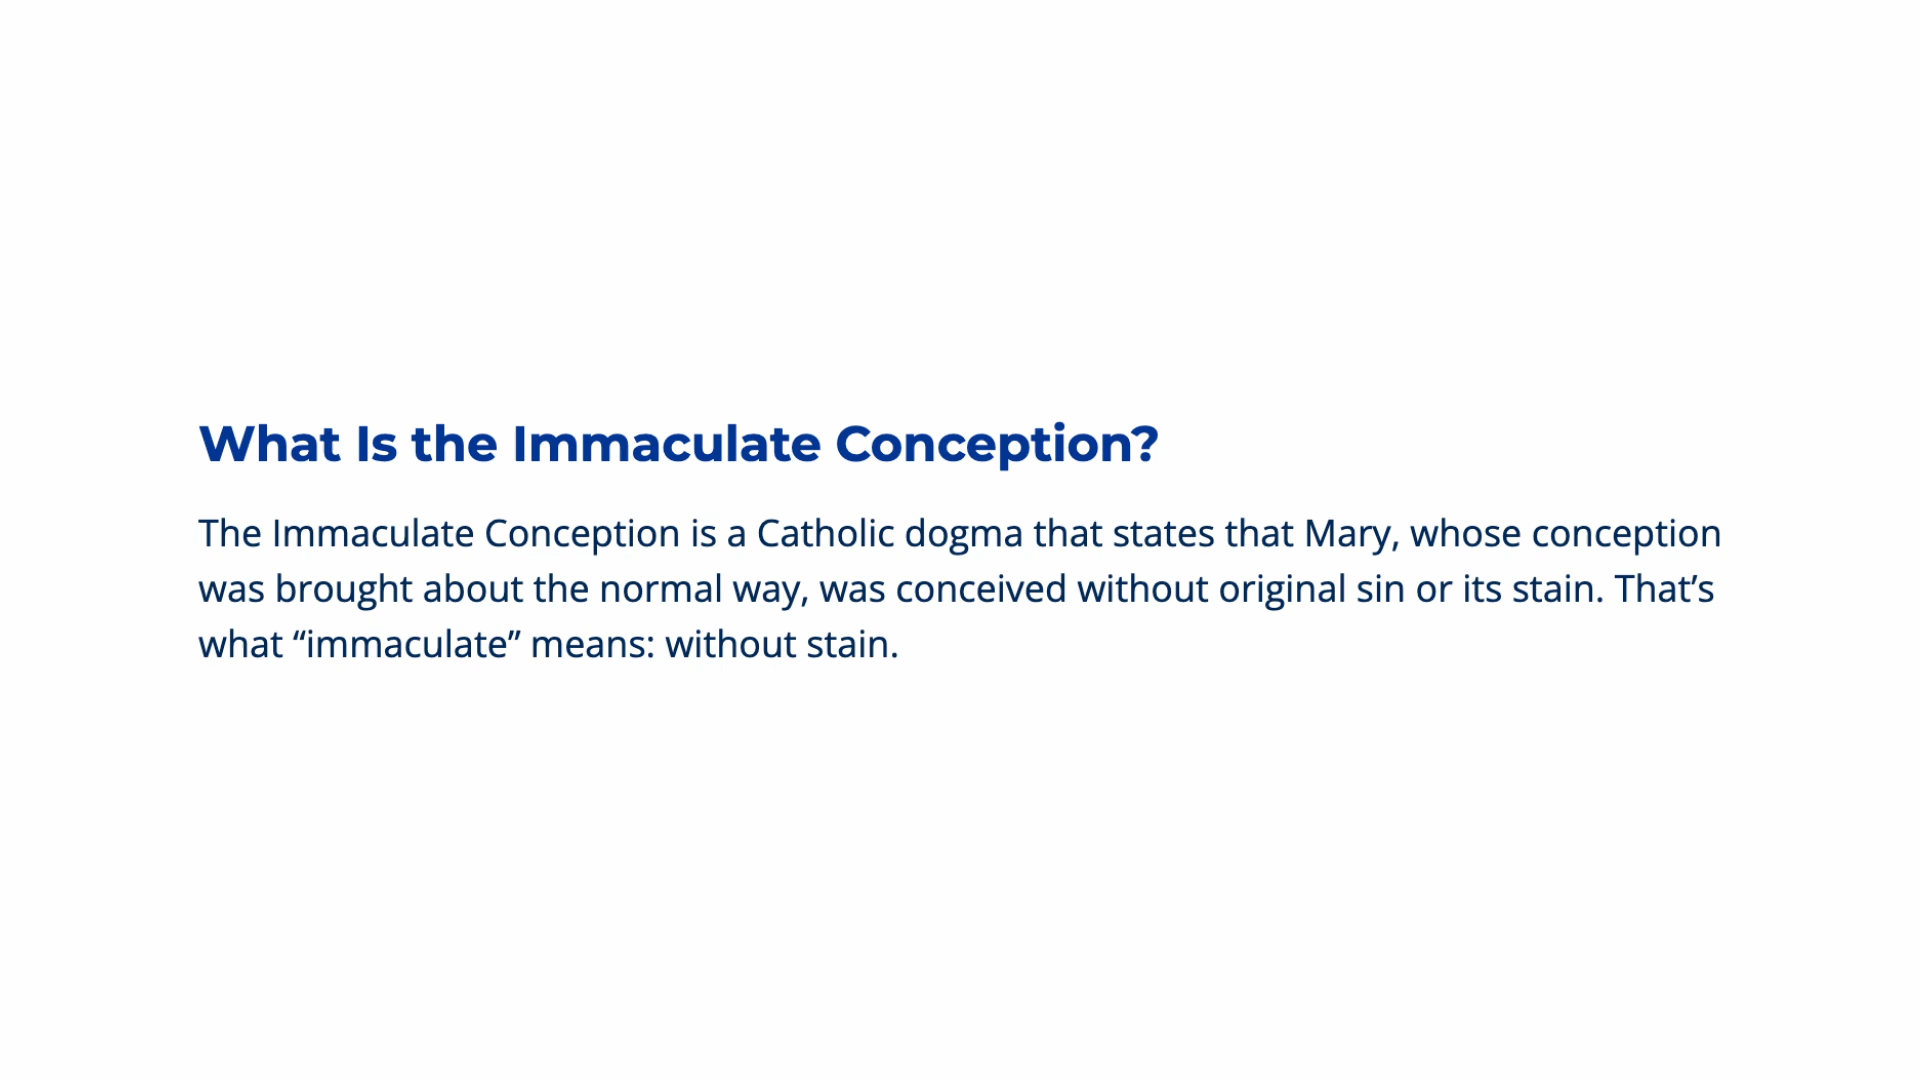 What Is the Immaculate Conception?
The Immaculate Conception is a Catholic dogma that states that Mary, whose conception
was brought about the normal way, was conceived without original sin or its stain. That’s
what “immaculate” means: without stain.